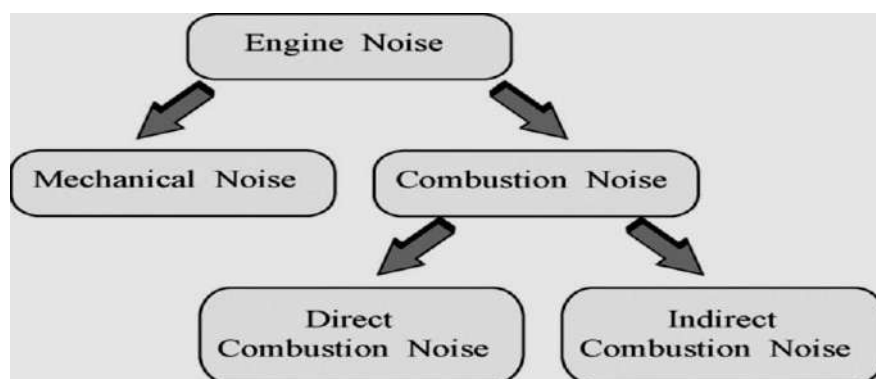 Engine Noise
Mechanical Noise
Combustion Noise
Direct
Combustion Noise
Indirect
Combustion Noise